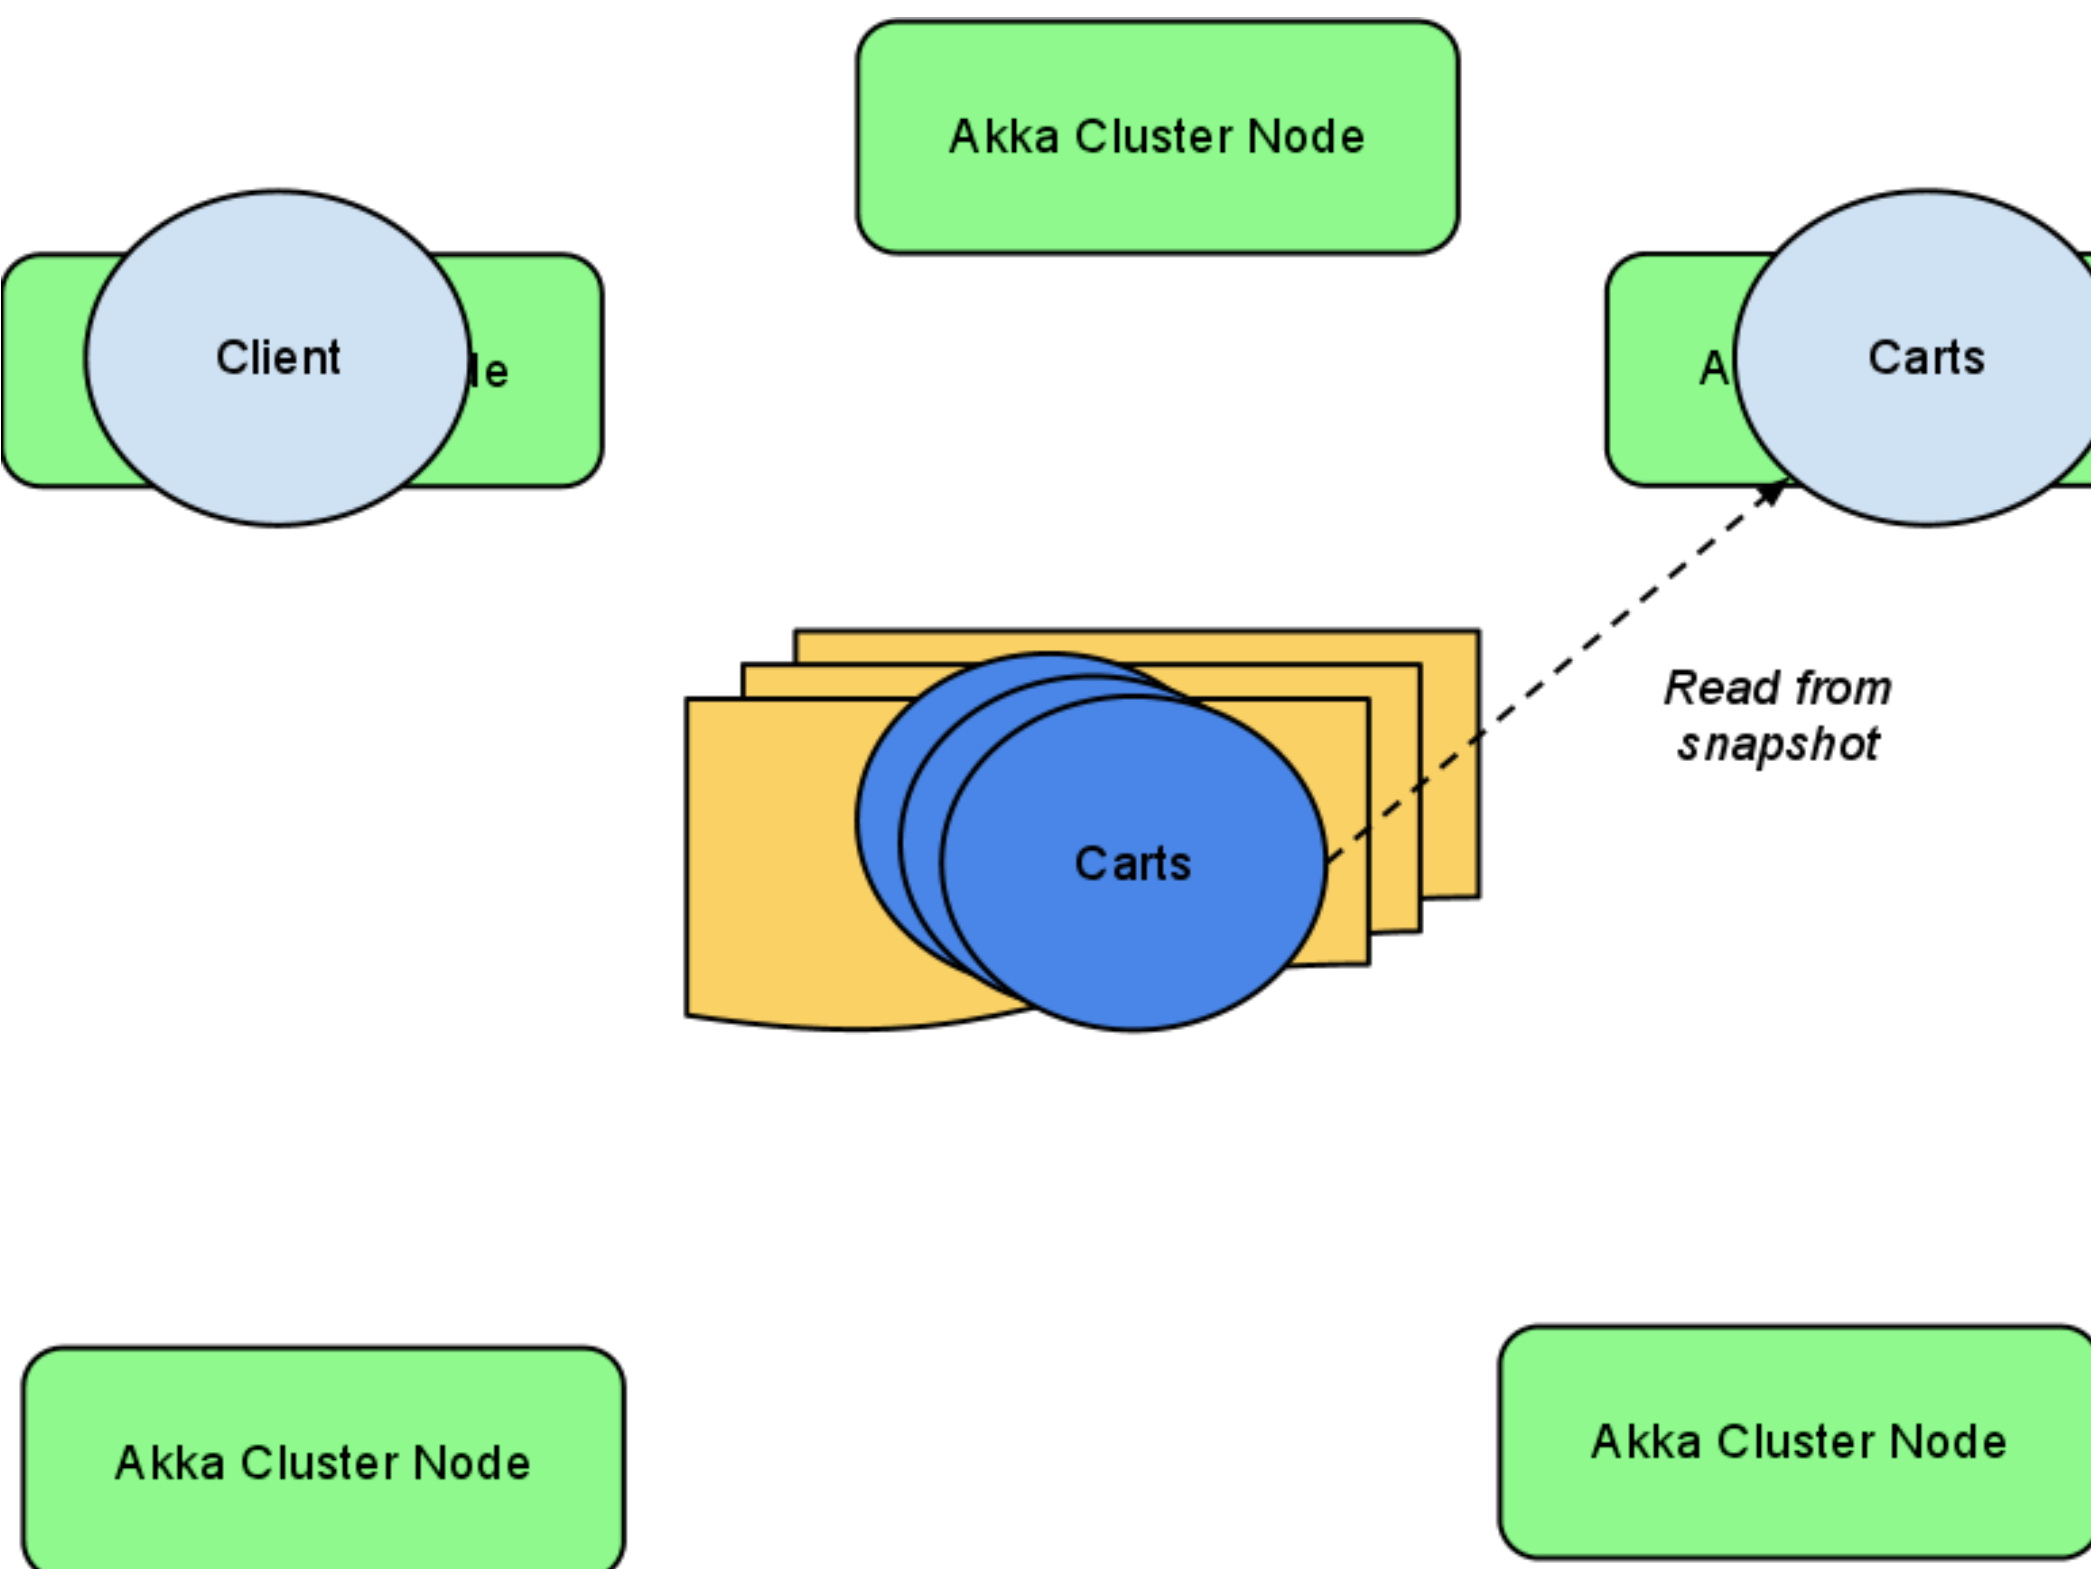 Akka Cluster Node
Client
Carts
Read from
snapshot
Carts
Akka Cluster Node
Akka Cluster Node